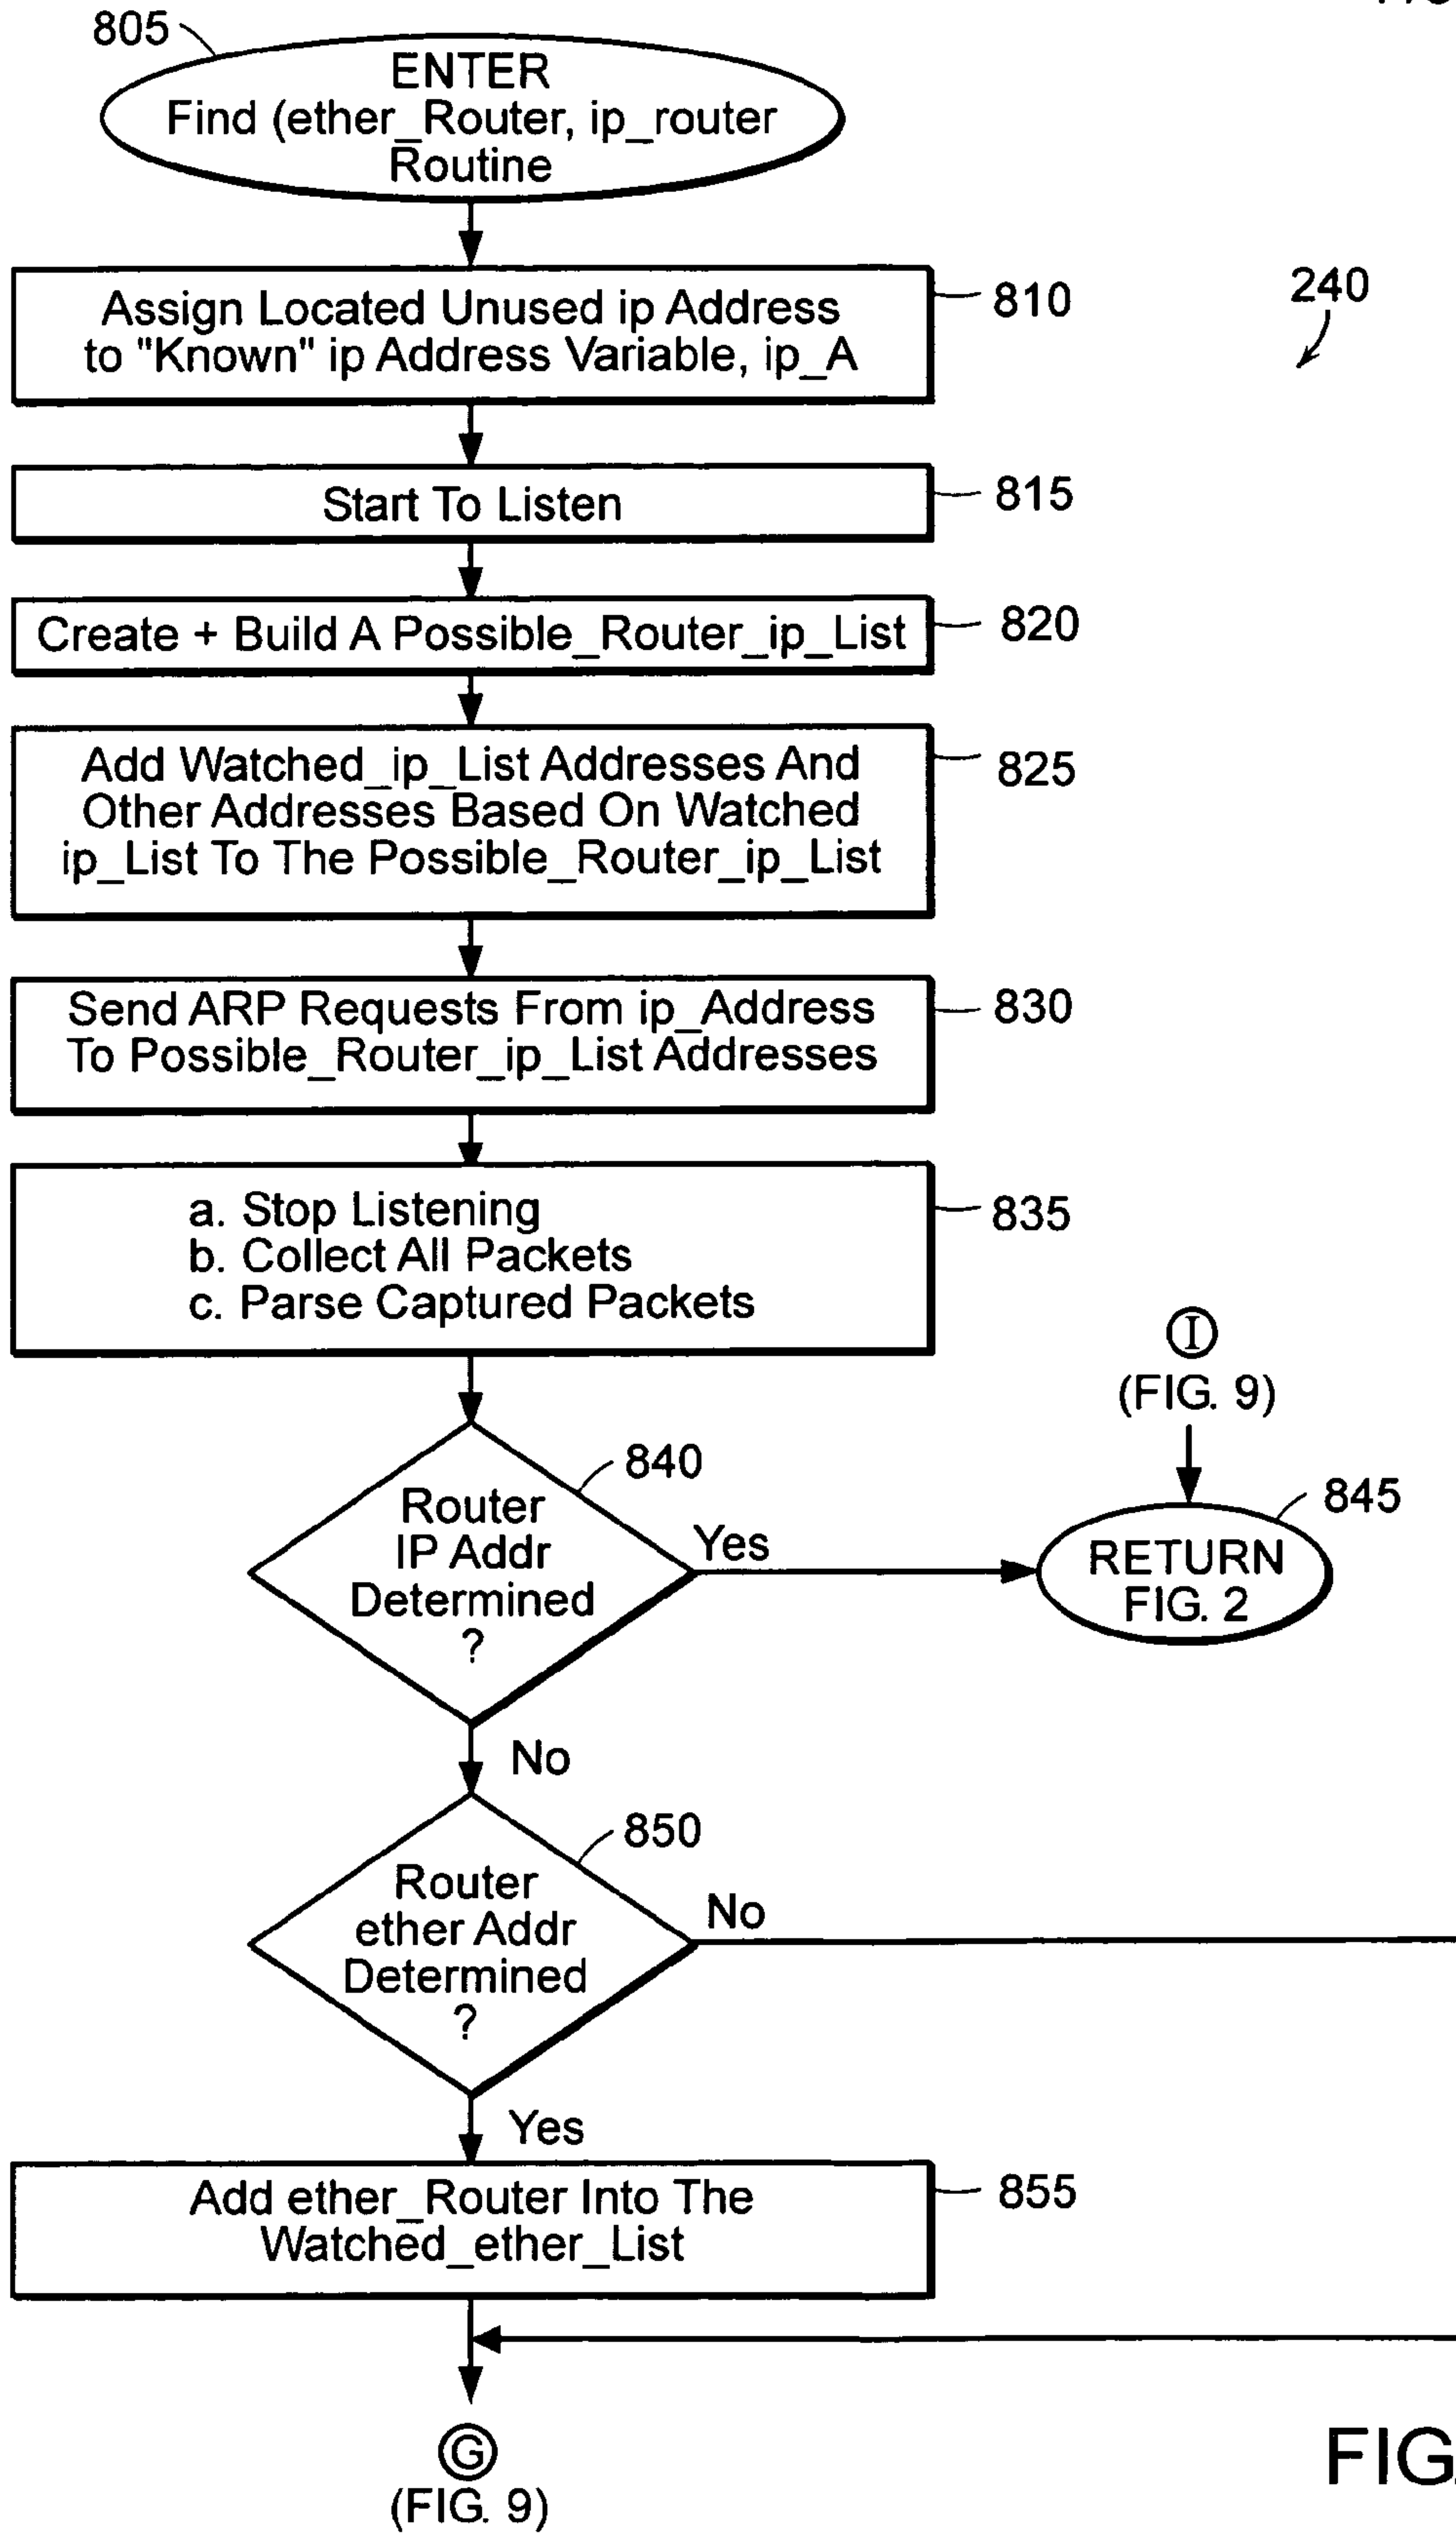 805
ENTER
Find (ether_Router, ip_router
Routine
Assign Located Unused ip Address
to "Known" ip Address Variable, ip_A
810
240
Start To Listen
815
Create + Build A Possible_Router_ip_List
820
Add Watched_ip_List Addresses And
Other Addresses Based On Watched
ip_List To The Possible_Router_ip_List
825
Send ARP Requests From ip_Address
To Possible_Router_ip_List Addresses
830
a. Stop Listening
b. Collect All Packets
c. Parse Captured Packets
835
I
(FIG. 9)
840
Router
IP Addr
Determined
?
Yes
845
RETURN
FIG. 2
No
850
Router
ether Addr
Determined
?
No
Yes
Add ether_Router Into The
Watched_ether_List
855
G
(FIG. 9)
FIG.